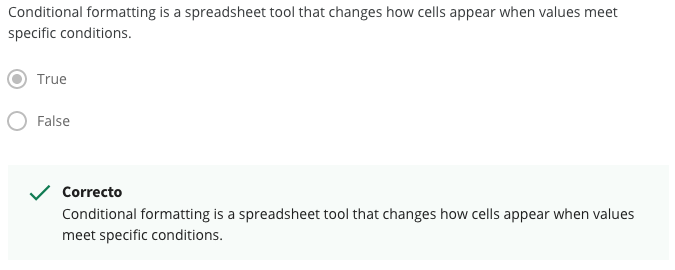 Conditional formatting is a spreadsheet tool that changes how cells appear when values meet
specific conditions.
True
False
Correcto
Conditional formatting is a spreadsheet tool that changes how cells appear when values
meet specific conditions.